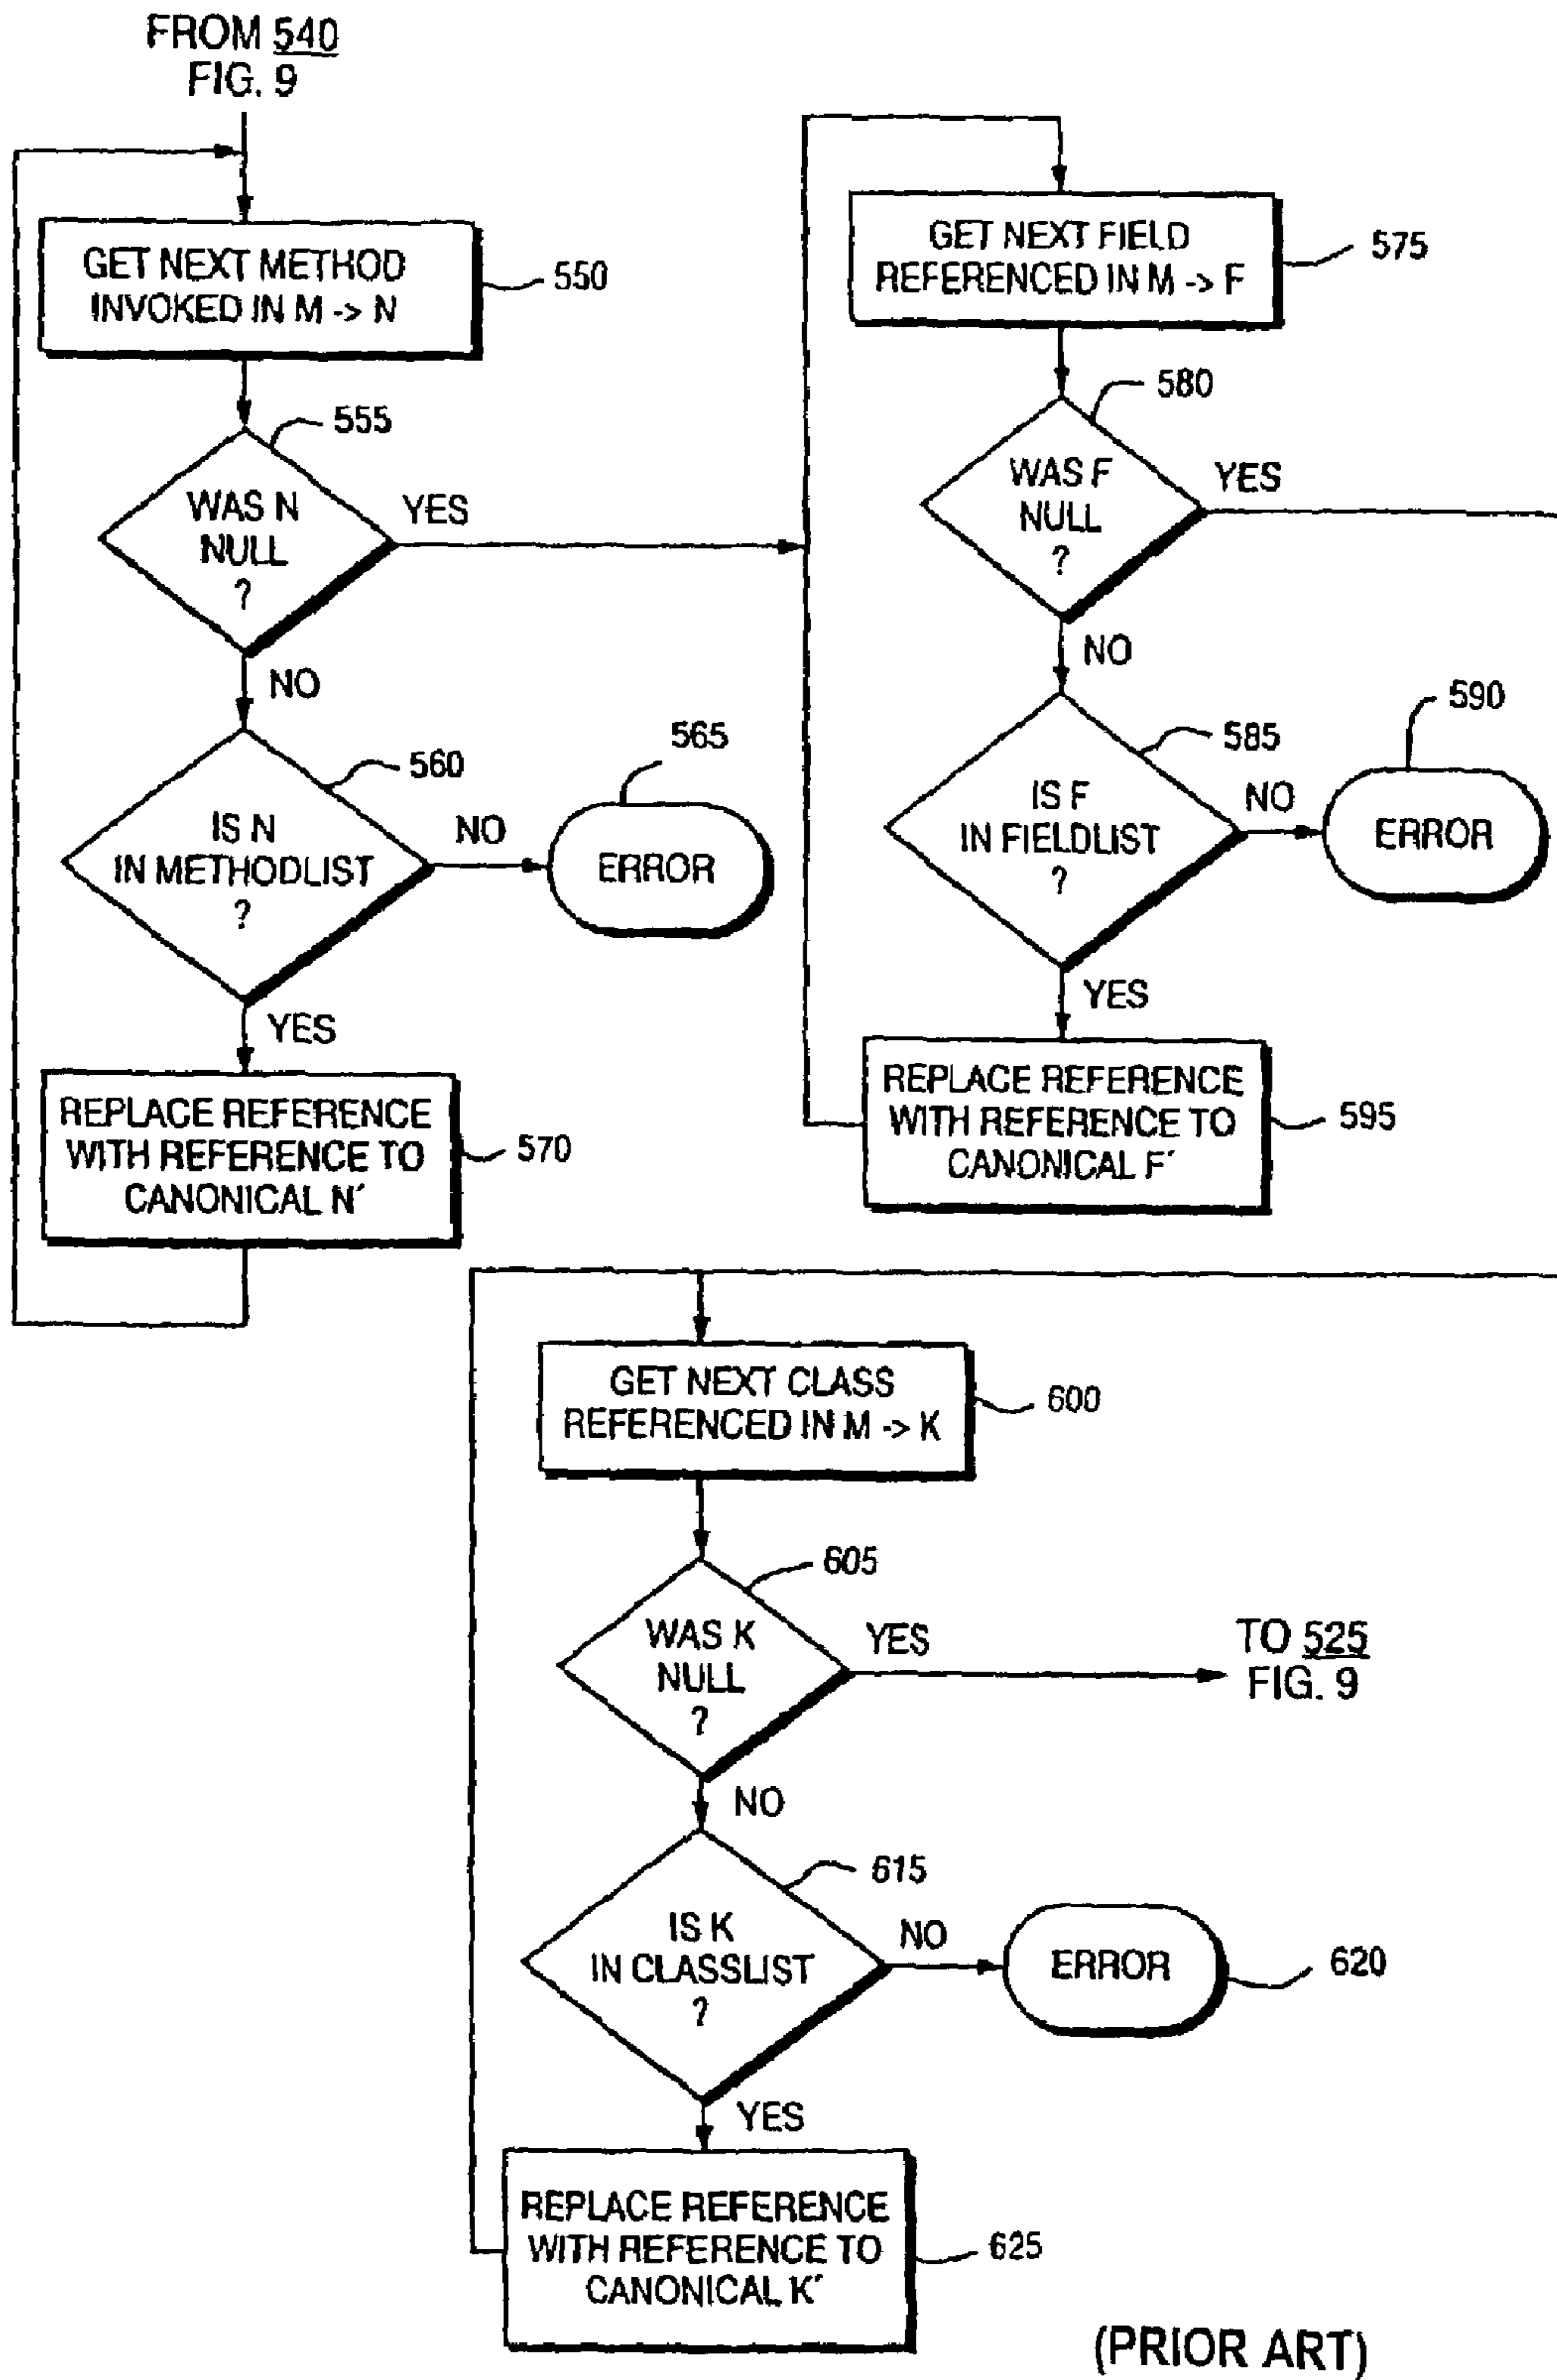 FROM 540
FIG. 9
GET NEXT METHOD
INVOKED IN M -> N
550
555
WAS N
NULL
?
YES
NO
560
IS N
IN METHODLIST
?
NO
565
ERROR
YES
REPLACE REFERENCE
WITH REFERENCE TO
CANONICAL N´
570
GET NEXT FIELD
REFERENCED IN M -> F
575
580
WAS F
NULL
?
YES
NO
585
IS F
IN FIELDLIST
?
NO
590
ERROR
YES
REPLACE REFERENCE
WITH REFERENCE TO
CANONICAL F´
595
GET NEXT CLASS
REFERENCED IN M -> K
600
605
WAS K
NULL
?
YES
TO 525
FIG. 9
NO
615
IS K
IN CLASSLIST
?
NO
ERROR
620
YES
REPLACE REFERENCE
WITH REFERENCE TO
CANONICAL K´
625
(PRIOR ART)